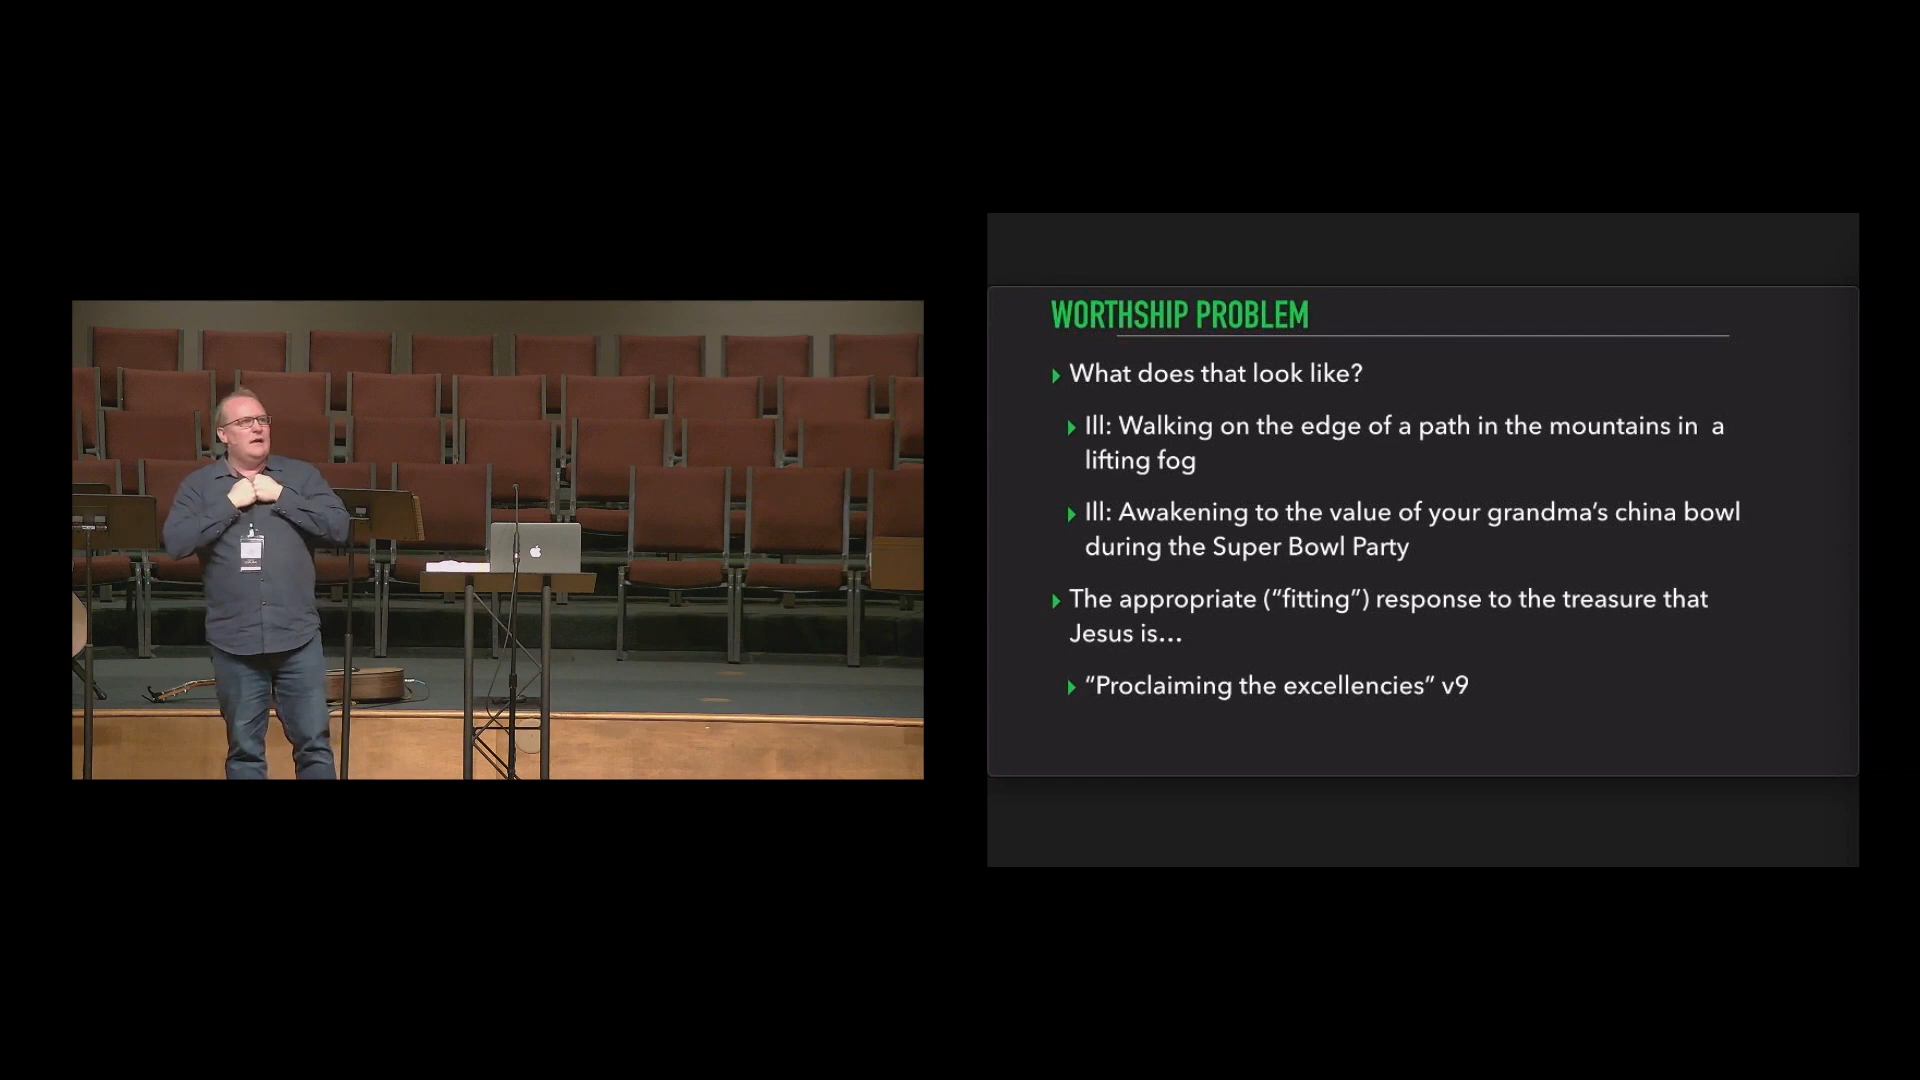 WORTHSHIP PROBLEM
What does that look like?
Ill: Walking on the edge of a path in the mountains in a
lifting fog
Ill: Awakening to the value of your grandma’s china bowl
during the Super Bowl Party
The appropriate (“fitting”) response to the treasure that
Jesus is…
“Proclaiming the excellencies” v9